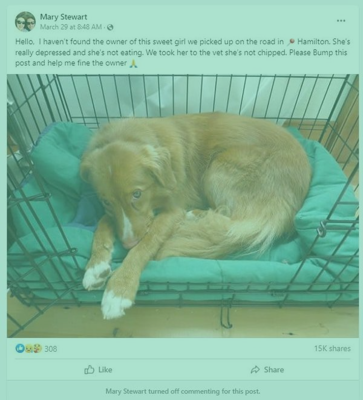 Mary Stewart
March 29 at 8:48 AM ·
Hello, I haven't found the owner of this sweet girl we picked up on the road in Hamilton. She's
really depressed and she's not eating. We took her to the vet she's not chipped. Please Bump this
post and help me fine the owner
306
15K shares
Like
Share
Mary Stewart turned off commenting for this post.